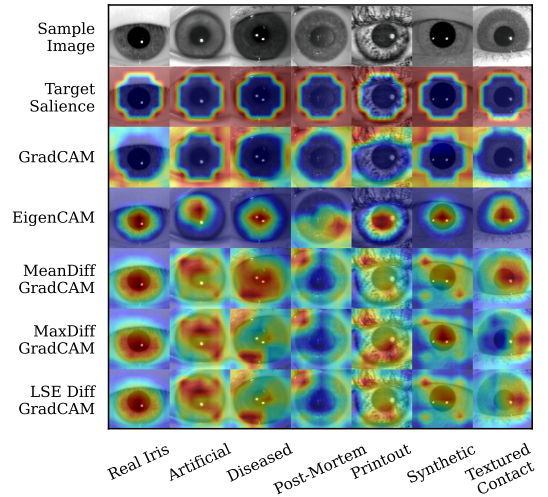 Sample
Image
Target
Salience
GradCAM
EigenCAM
MeanDiff
GradCAM
MaxDiff
GradCAM
LSE Diff
GradCAM
Real Iris
Artificial
Diseased
Post-Mortem
Printout
Synthetic
Textured
Contact